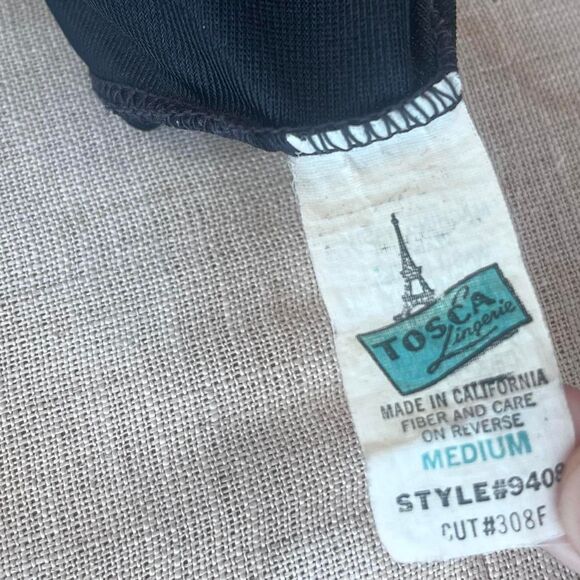 TOSCA
Lingerie
MADE IN CALIFORNIA
FIBER AND CARE
ON REVERSE
MEDIUM
STYLE#9408
CUT#308F